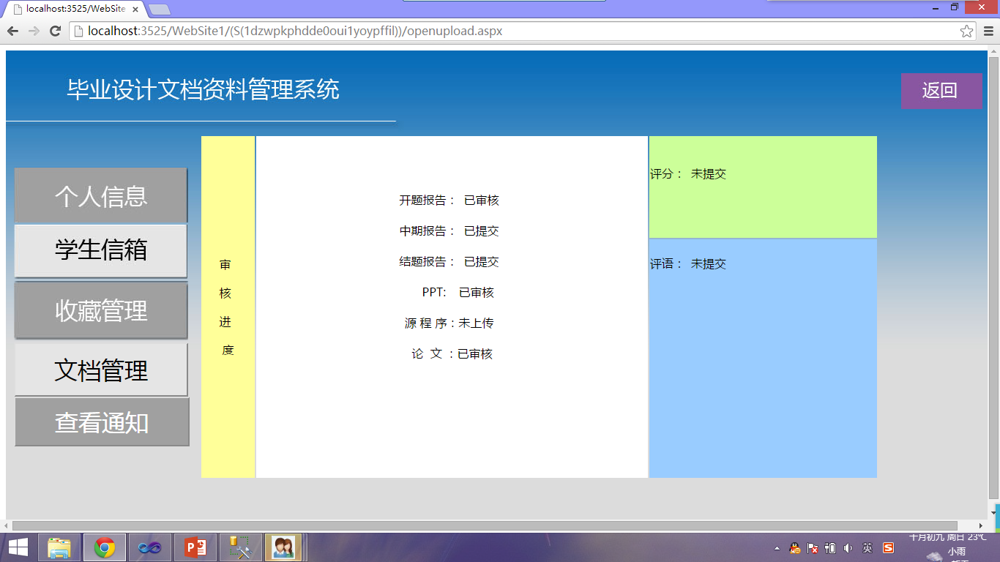 localhost:3525/WebSite
localhost:3525/WebSite1/(S(1dzwpkphdde0oui1yoypffil))/openupload.aspx
毕业设计文档资料管理系统
返回
个人信息
学生信箱
收藏管理
文档管理
查看通知
审
核
进
度
开题报告： 已审核
中期报告： 已提交
结题报告： 已提交
PPT: 已审核
源 程 序：未上传
论 文 ：已审核
评分： 未提交
评语： 未提交
英
十月初九 周日 23℃
小雨